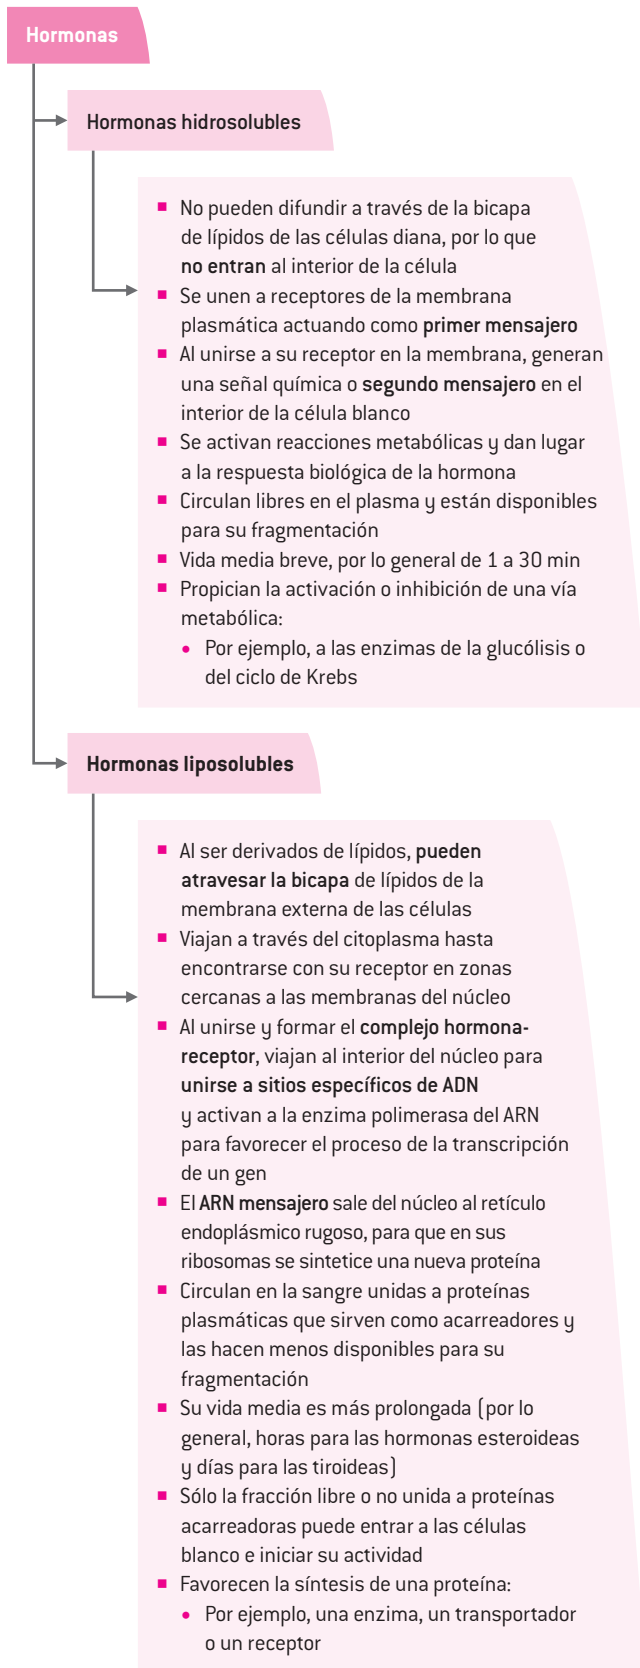 Hormonas
Hormonas hidrosolubles
▪ No pueden difundir a través de la bicapa
de lípidos de las células diana, por lo que
no entran al interior de la célula
▪ Se unen a receptores de la membrana
plasmática actuando como primer mensajero
▪ Al unirse a su receptor en la membrana, generan
una señal química o segundo mensajero en el
interior de la célula blanco
▪ Se activan reacciones metabólicas y dan lugar
a la respuesta biológica de la hormona
▪ Circulan libres en el plasma y están disponibles
para su fragmentación
▪ Vida media breve, por lo general de 1 a 30 min
▪ Propician la activación o inhibición de una vía
metabólica:
• Por ejemplo, a las enzimas de la glucólisis o
del ciclo de Krebs
Hormonas liposolubles
▪ Al ser derivados de lípidos, pueden
atravesar la bicapa de lípidos de la
membrana externa de las células
▪ Viajan a través del citoplasma hasta
encontrarse con su receptor en zonas
cercanas a las membranas del núcleo
▪ Al unirse y formar el complejo hormona-
receptor, viajan al interior del núcleo para
unirse a sitios específicos de ADN
y activan a la enzima polimerasa del ARN
para favorecer el proceso de la transcripción
de un gen
▪ El ARN mensajero sale del núcleo al retículo
endoplásmico rugoso, para que en sus
ribosomas se sintetice una nueva proteína
▪ Circulan en la sangre unidas a proteínas
plasmáticas que sirven como acarreadores y
las hacen menos disponibles para su
fragmentación
▪ Su vida media es más prolongada (por lo
general, horas para las hormonas esteroideas
y días para las tiroideas)
▪ Sólo la fracción libre o no unida a proteínas
acarreadoras puede entrar a las células
blanco e iniciar su actividad
▪ Favorecen la síntesis de una proteína:
• Por ejemplo, una enzima, un transportador
o un receptor